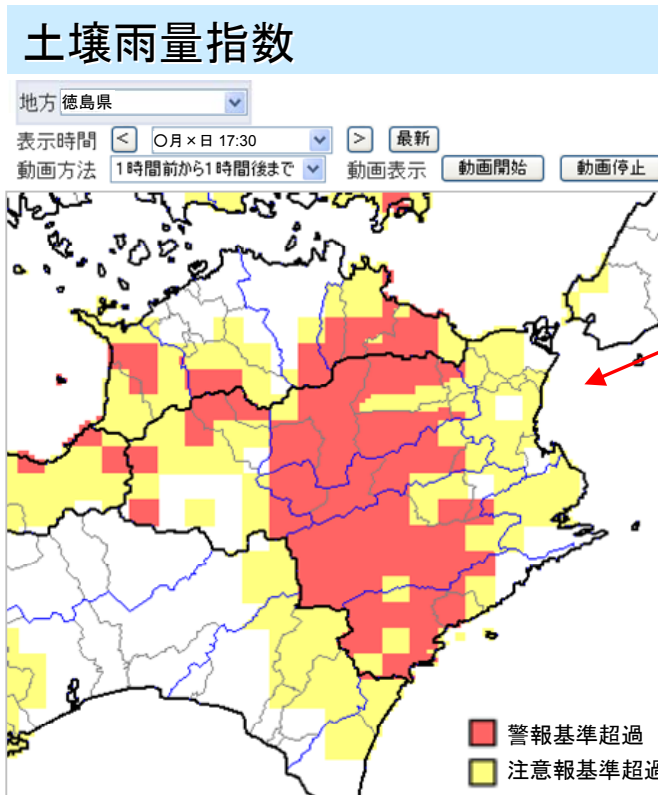 土壌雨量指数
地方 徳島県
表示時間 < ○月×日 17:30 > 最新
動画方法 1時間前から1時間後まで 動画表示 動画開始 動画停止
警報基準超過
注意報基準超過